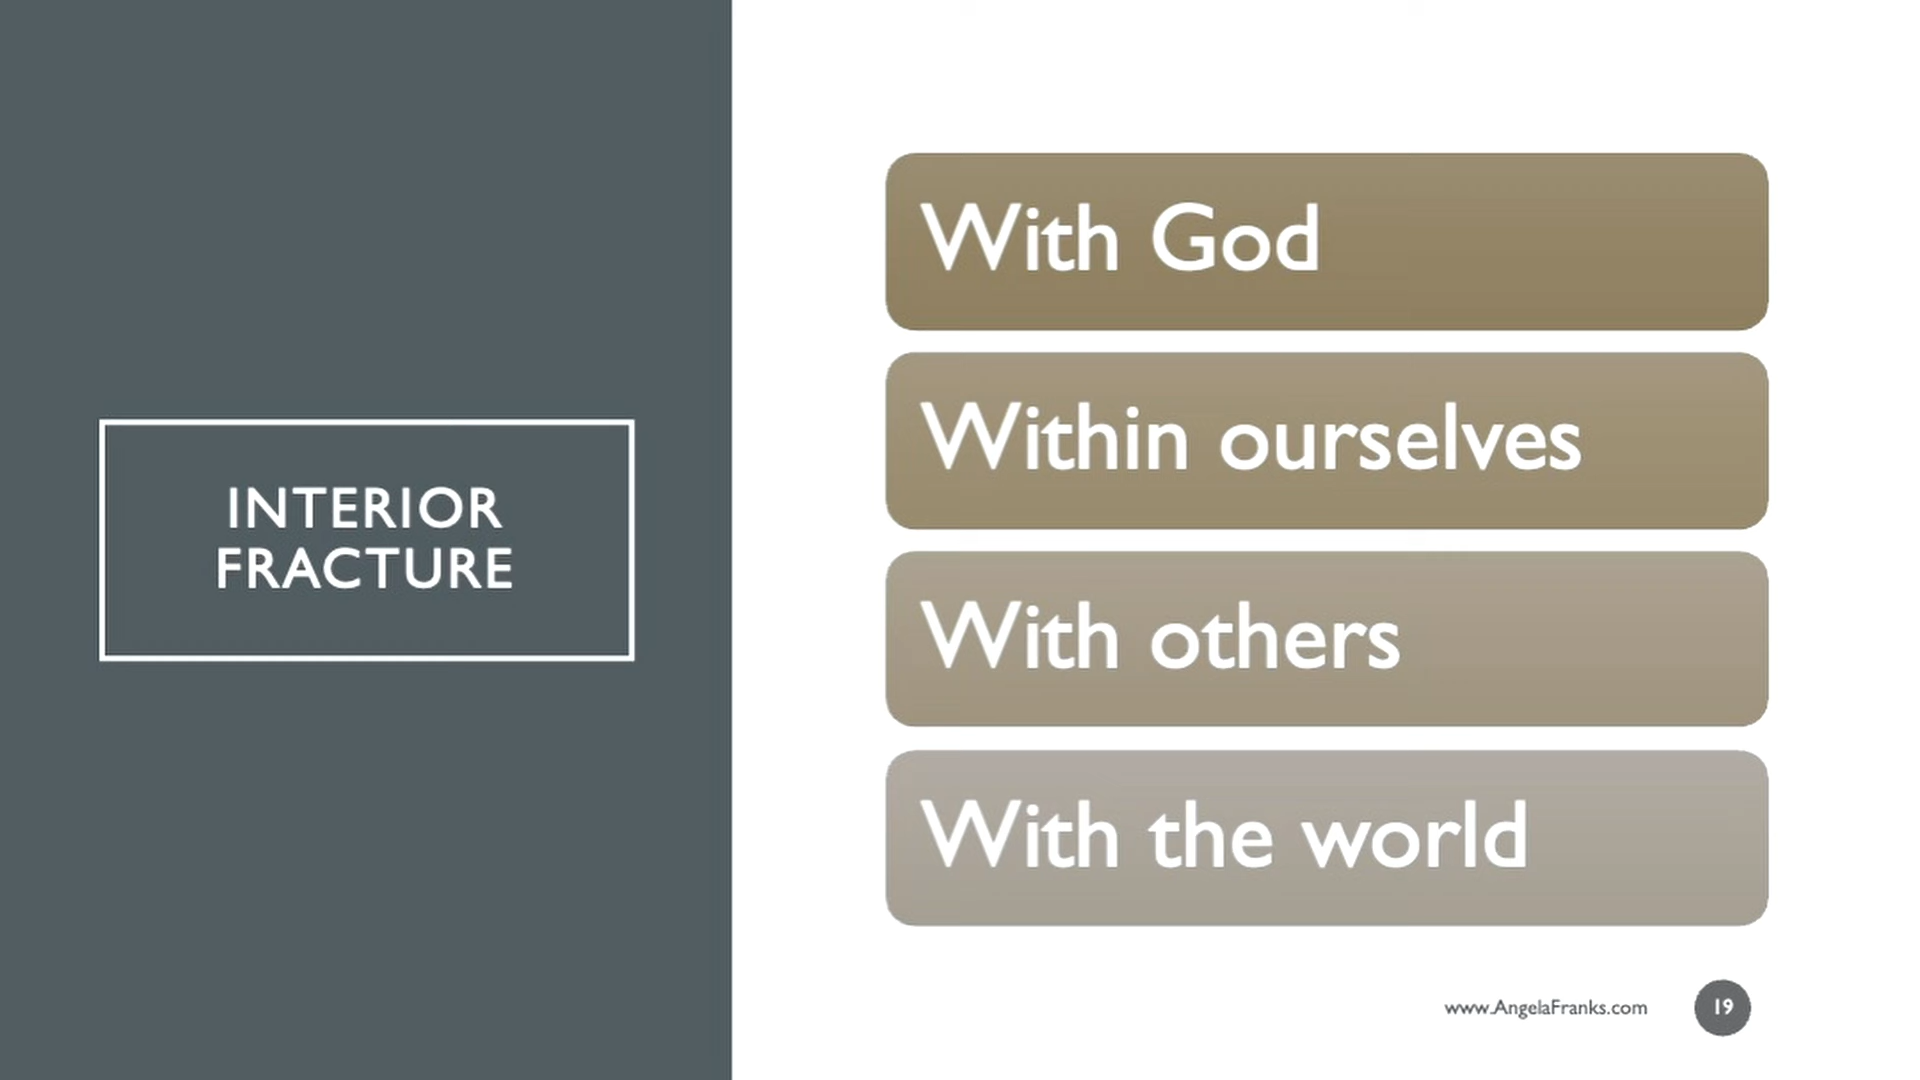 INTERIOR
FRACTURE
With God
Within ourselves
With others
With the world
www.AngelaFranks.com
19